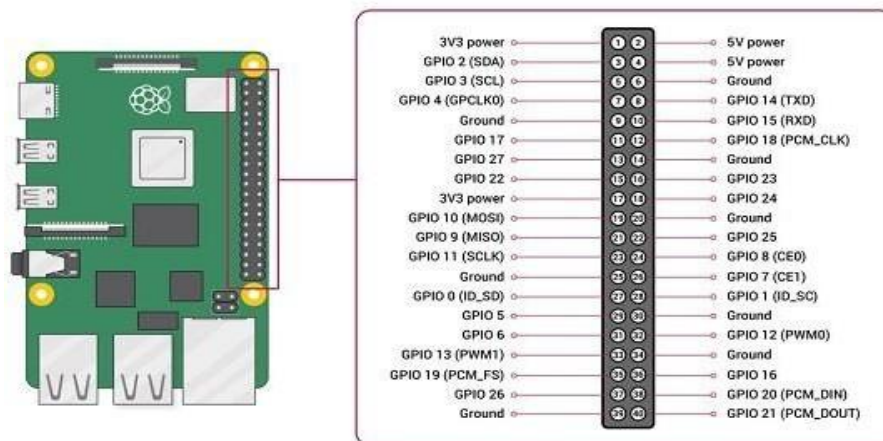 3V3 power 1 2 5V power
GPIO 2 (SDA) 3 4 5V power
GPIO 3 (SCL) 5 6 Ground
GPIO 4 (GPCLK0) 7 8 GPIO 14 (TXD)
Ground 9 10 GPIO 15 (RXD)
GPIO 17 11 12 GPIO 18 (PCM_CLK)
GPIO 27 13 14 Ground
GPIO 22 15 16 GPIO 23
3V3 power 17 18 GPIO 24
GPIO 10 (MOSI) 19 20 Ground
GPIO 9 (MISO) 21 22 GPIO 25
GPIO 11 (SCLK) 23 24 GPIO 8 (CE0)
Ground 25 26 GPIO 7 (CE1)
GPIO 0 (ID_SD) 27 28 GPIO 1 (ID_SC)
GPIO 5 29 30 Ground
GPIO 6 31 32 GPIO 12 (PWM0)
GPIO 13 (PWM1) 33 34 Ground
GPIO 19 (PCM_FS) 35 36 GPIO 16
GPIO 26 37 38 GPIO 20 (PCM_DIN)
Ground 39 40 GPIO 21 (PCM_DOUT)